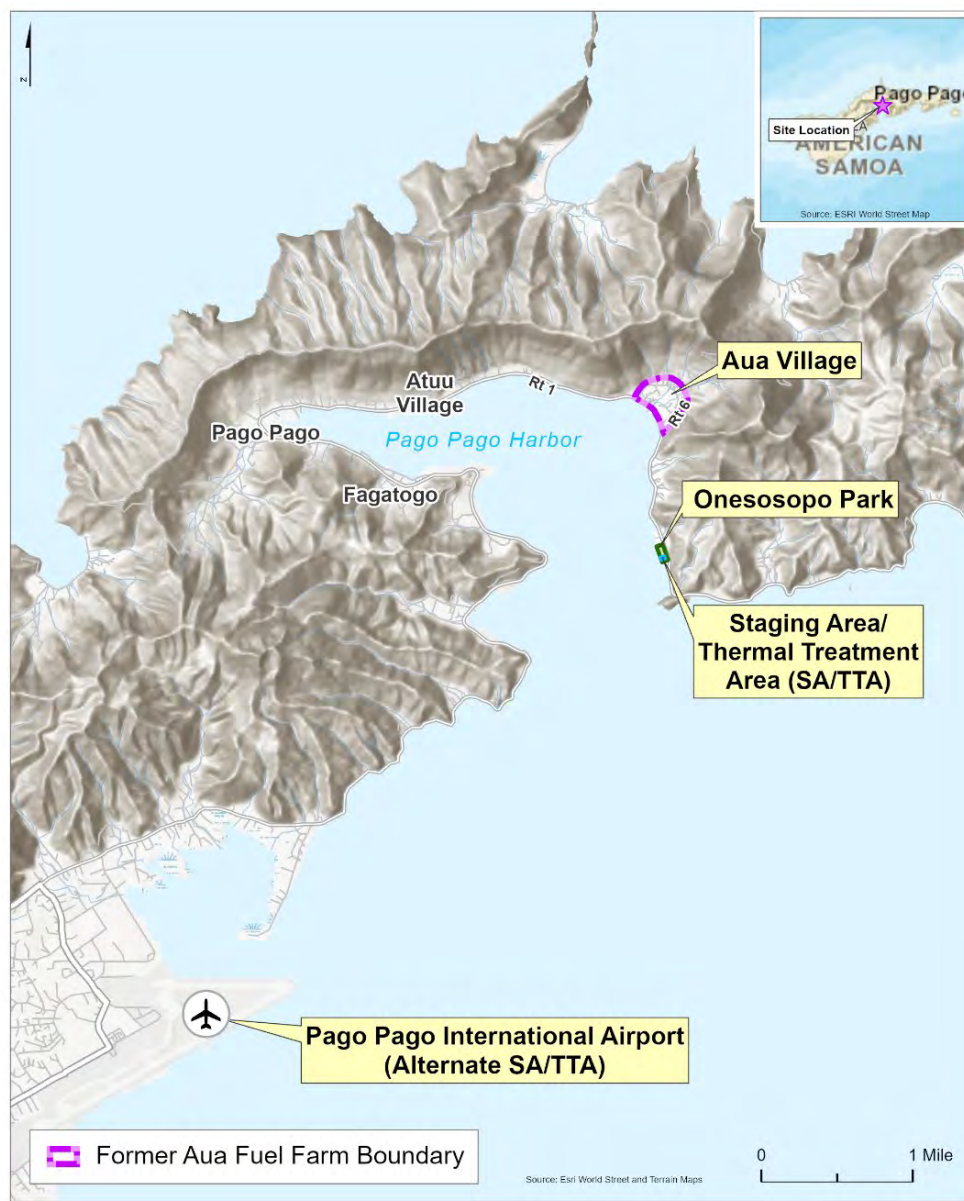 N
Pago Pago
Site Location
AMERICAN
SAMOA
Source: ESRI World Street Map
Aua Village
Atuu
Village
Rt 1
Rt 6
Pago Pago
Pago Pago Harbor
Fagatogo
Onesosopo Park
Staging Area/
Thermal Treatment
Area (SA/TTA)
Pago Pago International Airport
(Alternate SA/TTA)
Former Aua Fuel Farm Boundary
0 1 Mile
Source: Esri World Street and Terrain Maps